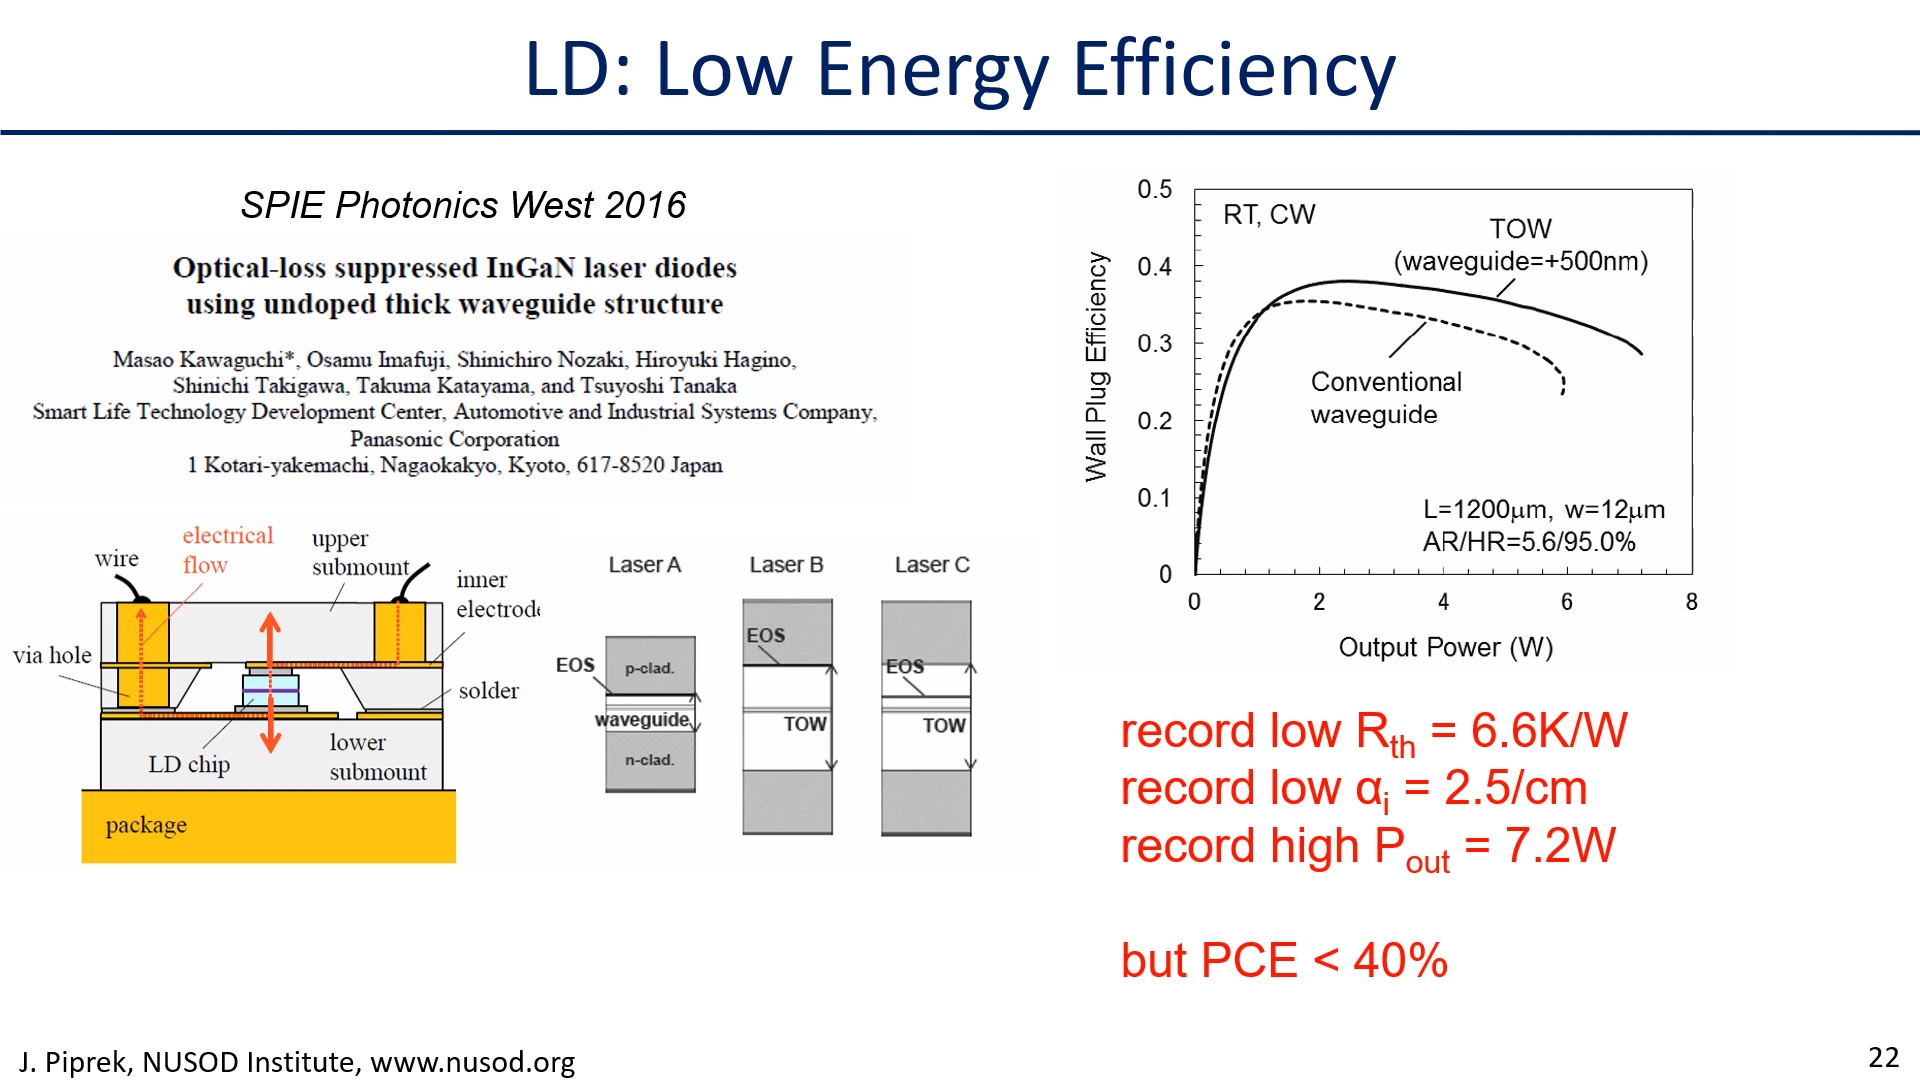 LD: Low Energy Efficiency
SPIE Photonics West 2016
Optical-loss suppressed InGaN laser diodes
using undoped thick waveguide structure
Masao Kawaguchi*, Osamu Imafuji, Shinichiro Nozaki, Hiroyuki Hagino,
Shinichi Takigawa, Takuma Katayama, and Tsuyoshi Tanaka
Smart Life Technology Development Center, Automotive and Industrial Systems Company,
Panasonic Corporation
1 Kotari-yakemachi, Nagaokakyo, Kyoto, 617-8520 Japan
wire
electrical
flow
upper
submount
inner
electrode
via hole
solder
LD chip
lower
submount
package
Laser A
Laser B
Laser C
EOS
p-clad.
waveguide
n-clad.
EOS
TOW
EOS
TOW
0.5
0.4
0.3
0.2
0.1
0
Wall Plug Efficiency
RT, CW
TOW
(waveguide=+500nm)
Conventional
waveguide
L=1200μm, w=12μm
AR/HR=5.6/95.0%
0 2 4 6 8
Output Power (W)
record low Rth = 6.6K/W
record low αi = 2.5/cm
record high Pout = 7.2W
but PCE < 40%
J. Piprek, NUSOD Institute, www.nusod.org
22